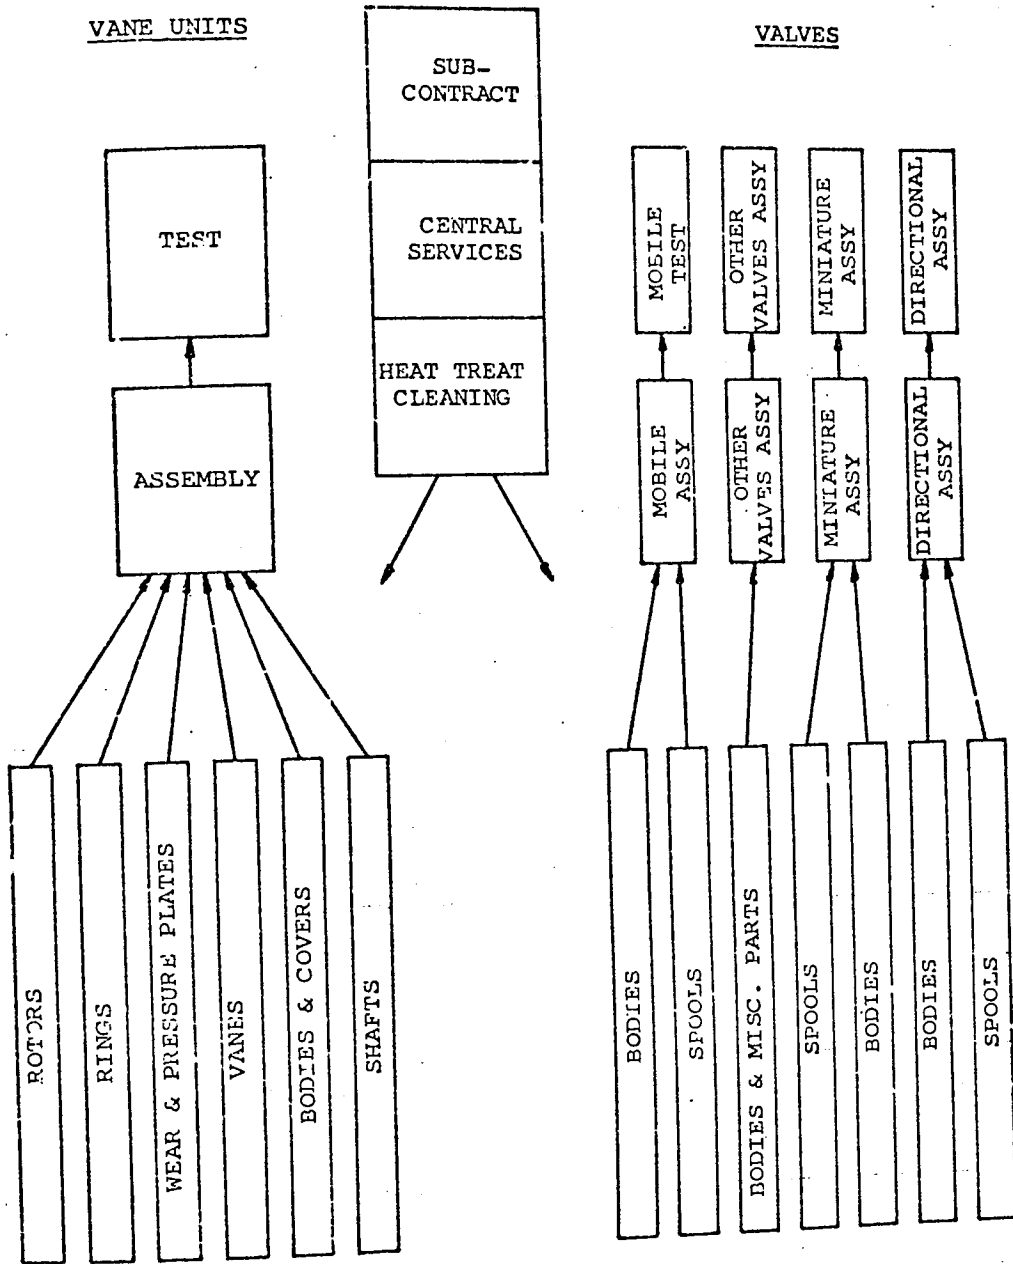 VANE UNITS
VALVES
SUB-
CONTRACT
CENTRAL
SERVICES
HEAT TREAT
CLEANING
TEST
ASSEMBLY
MOBILE
TEST
OTHER
VALVES ASSY
MINIATURE
ASSY
DIRECTIONAL
ASSY
MOBILE
ASSY
OTHER
VALVES ASSY
MINIATURE
ASSY
DIRECTIONAL
ASSY
ROTORS
RINGS
WEAR & PRESSURE PLATES
VANES
BODIES & COVERS
SHAFTS
BODIES
SPOOLS
BODIES & MISC. PARTS
SPOOLS
BODIES
BODIES
SPOOLS